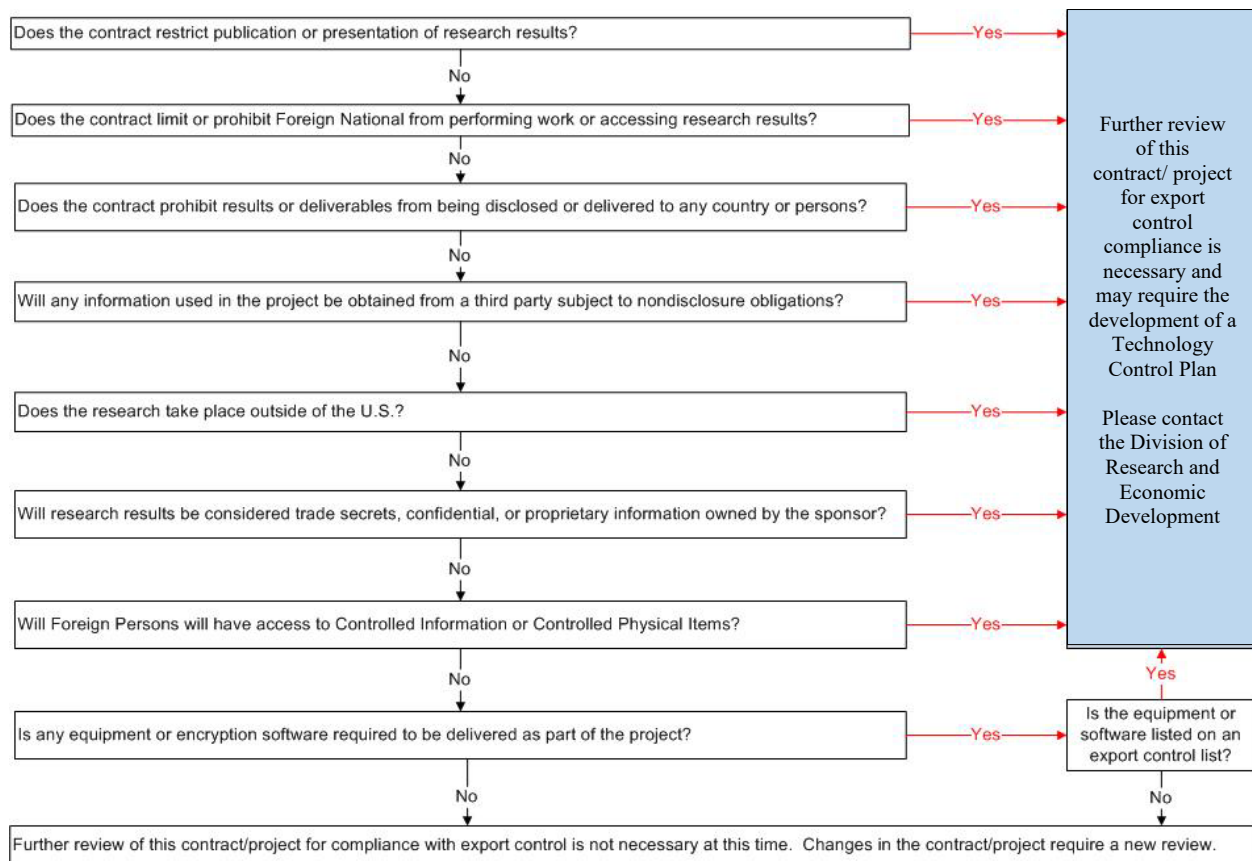 Does the contract restrict publication or presentation of research results?
Yes
No
Does the contract limit or prohibit Foreign National from performing work or accessing research results?
Yes
No
Does the contract prohibit results or deliverables from being disclosed or delivered to any country or persons?
Yes
No
Will any information used in the project be obtained from a third party subject to nondisclosure obligations?
Yes
No
Does the research take place outside of the U.S.?
Yes
No
Will research results be considered trade secrets, confidential, or proprietary information owned by the sponsor?
Yes
No
Will Foreign Persons will have access to Controlled Information or Controlled Physical Items?
Yes
No
Is any equipment or encryption software required to be delivered as part of the project?
Yes
No
Further review
of this
contract/ project
for export
control
compliance is
necessary and
may require the
development of a
Technology
Control Plan
Please contact
the Division of
Research and
Economic
Development
Yes
Is the equipment or
software listed on an
export control list?
No
Further review of this contract/project for compliance with export control is not necessary at this time.  Changes in the contract/project require a new review.